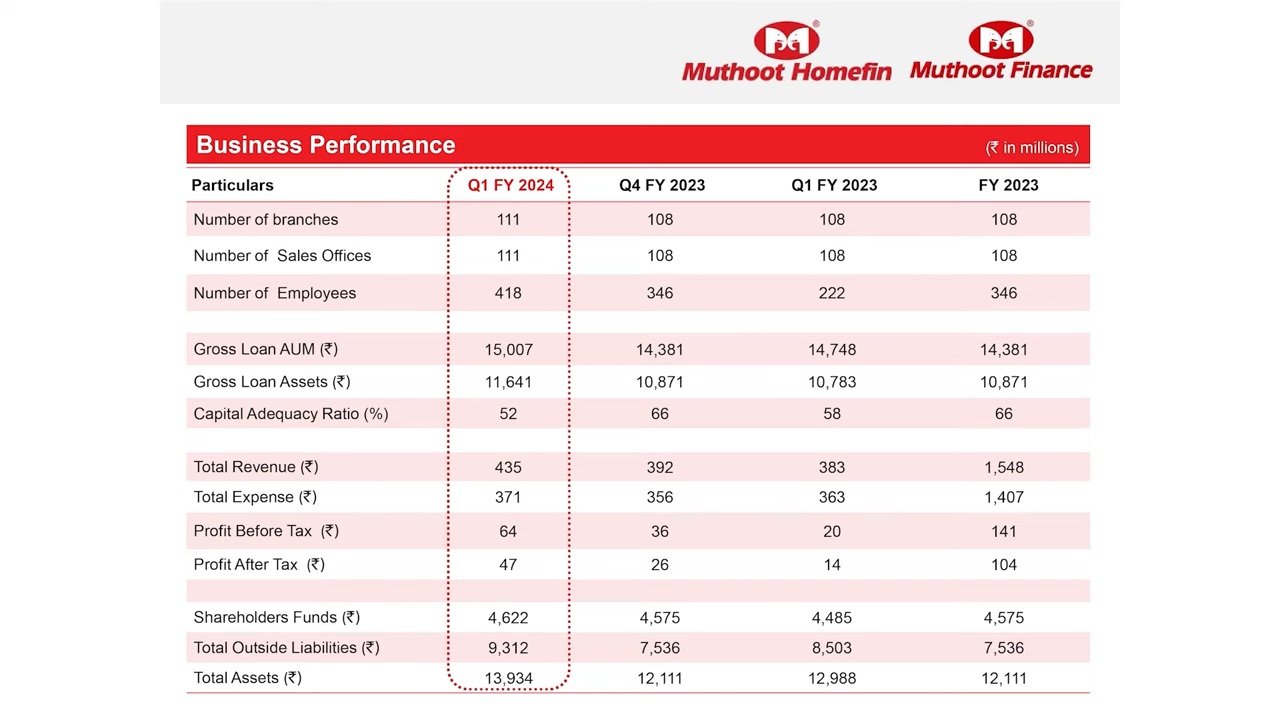 Muthoot Homefin Muthoot Finance
Business Performance (₹ in millions)
Particulars Q1 FY 2024 Q4 FY 2023 Q1 FY 2023 FY 2023
Number of branches 111 108 108 108
Number of Sales Offices 111 108 108 108
Number of Employees 418 346 222 346
Gross Loan AUM (₹) 15,007 14,381 14,748 14,381
Gross Loan Assets (₹) 11,641 10,871 10,783 10,871
Capital Adequacy Ratio (%) 52 66 58 66
Total Revenue (₹) 435 392 383 1,548
Total Expense (₹) 371 356 363 1,407
Profit Before Tax (₹) 64 36 20 141
Profit After Tax (₹) 47 26 14 104
Shareholders Funds (₹) 4,622 4,575 4,485 4,575
Total Outside Liabilities (₹) 9,312 7,536 8,503 7,536
Total Assets (₹) 13,934 12,111 12,988 12,111